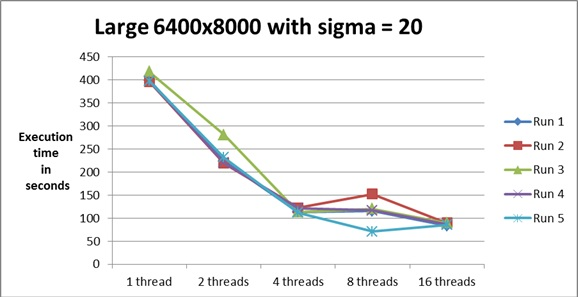 Large 6400x8000 with sigma = 20
450
400
350
300
250
200
150
100
50
0
Execution
time
in
seconds
1 thread
2 threads
4 threads
8 threads
16 threads
Run 1
Run 2
Run 3
Run 4
Run 5